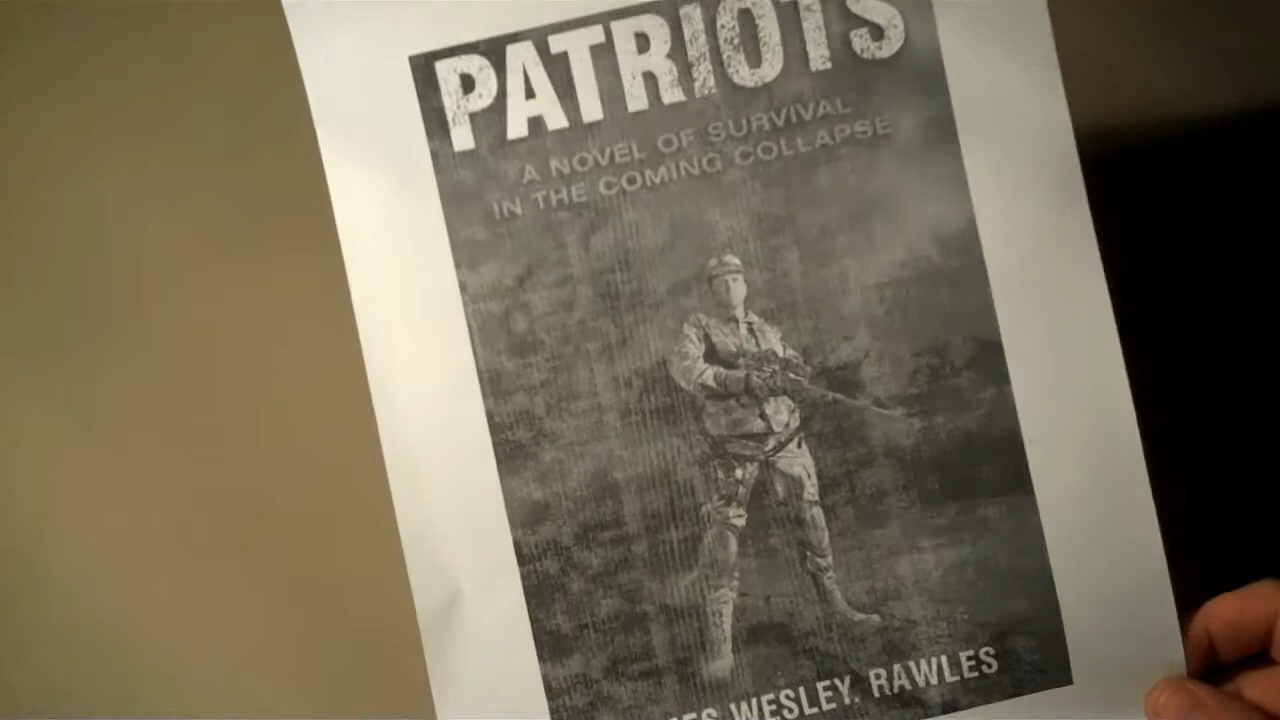 PATRIOTS
A NOVEL OF SURVIVAL
IN THE COMING COLLAPSE
WESLEY, RAWLES